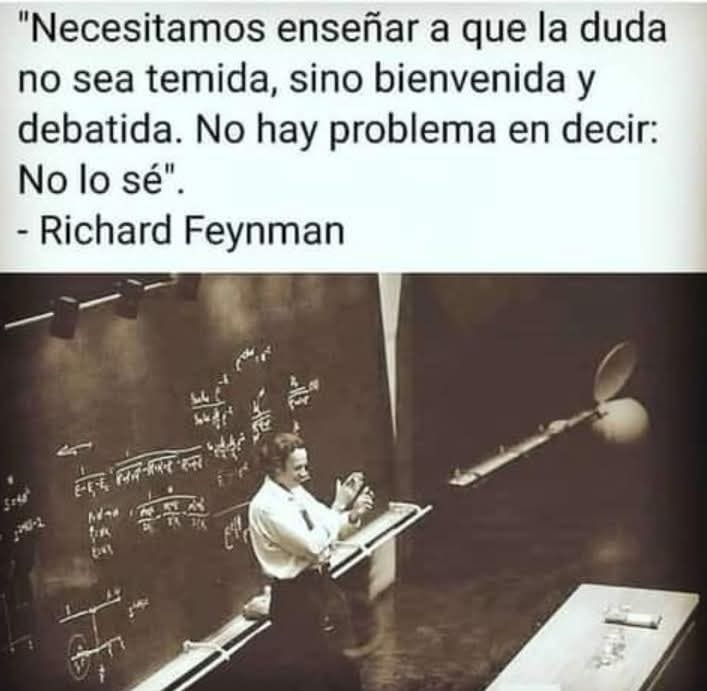 "Necesitamos enseñar a que la duda
no sea temida, sino bienvenida y
debatida. No hay problema en decir:
No lo sé".
- Richard Feynman